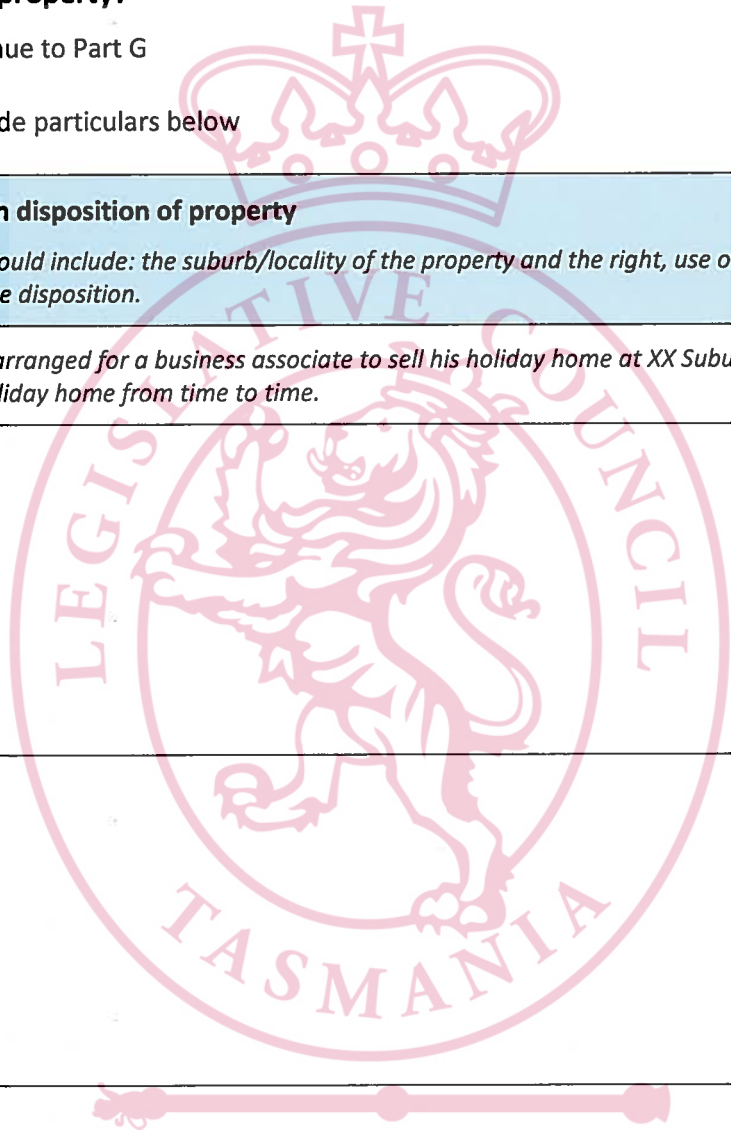 property?
ue to Part G
de particulars below
disposition of property
ould include: the suburb/locality of the property and the right, use o
e disposition.
arranged for a business associate to sell his holiday home at XX Subu
liday home from time to time.
LEGISLATIVE COUNCIL
TASMANIA